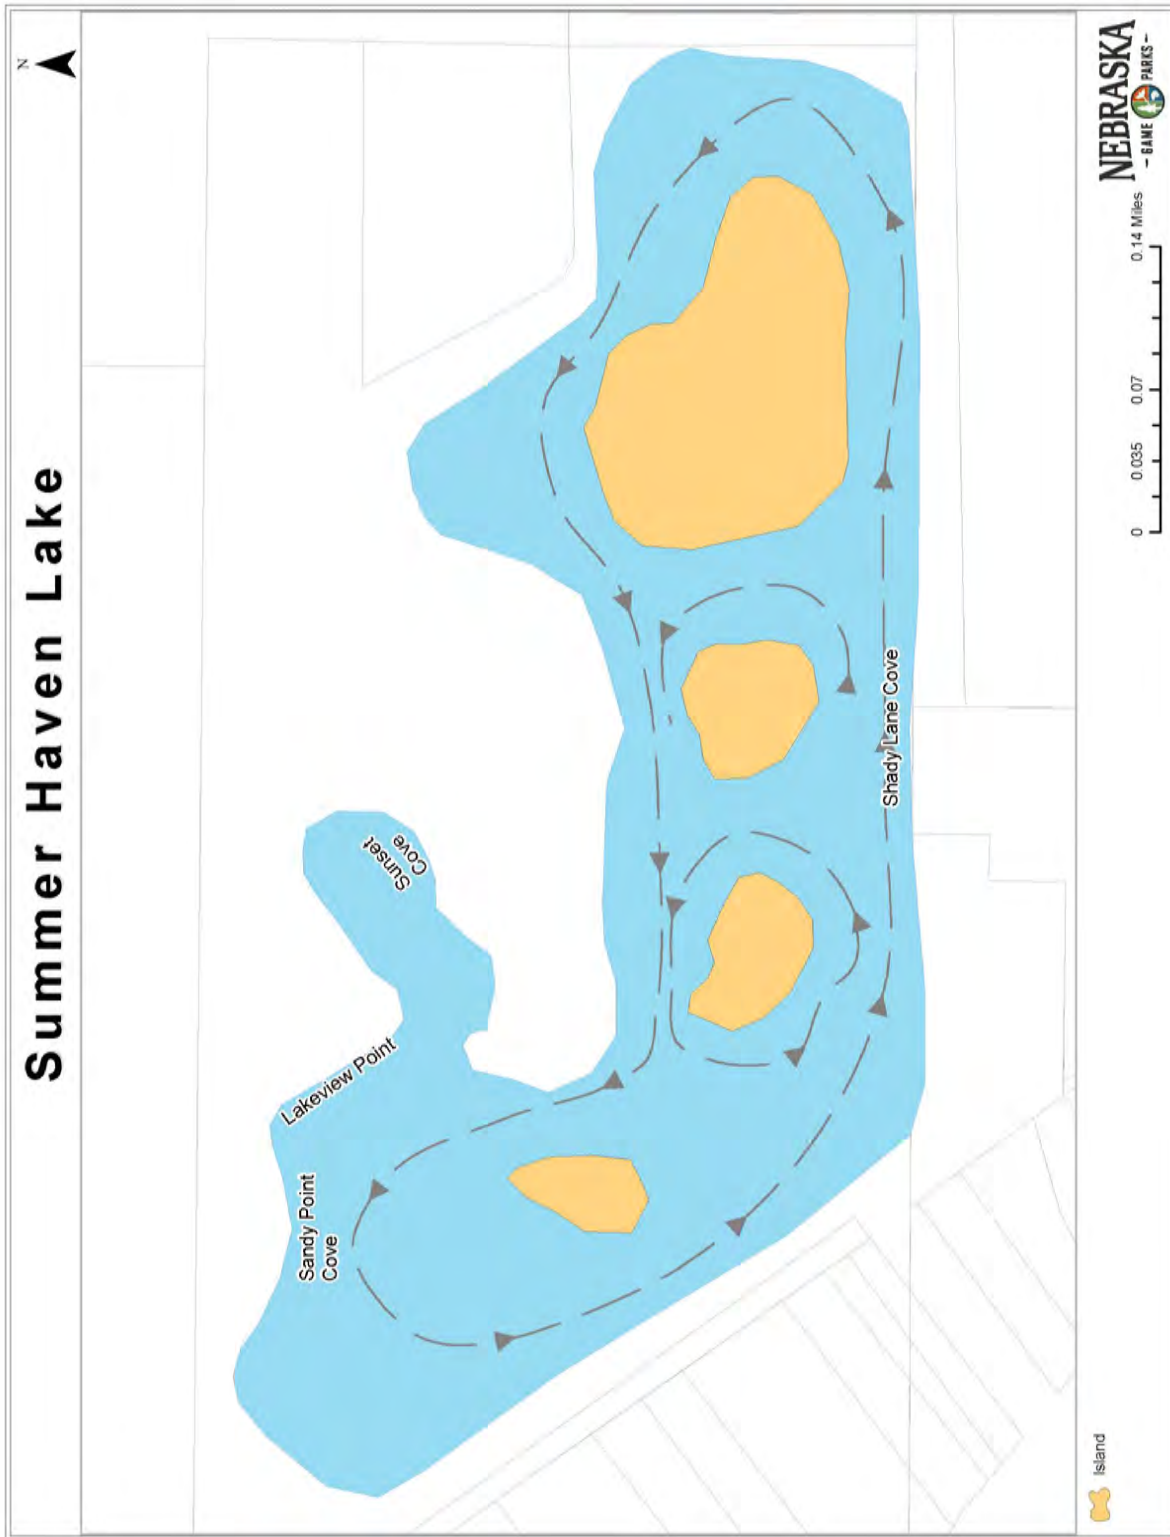 Summer Haven Lake
N
Sunset
Cove
Lakeview Point
Sandy Point
Cove
Shady Lane Cove
Island
0 0.035 0.07 0.14 Miles
NEBRASKA
- GAME PARKS -